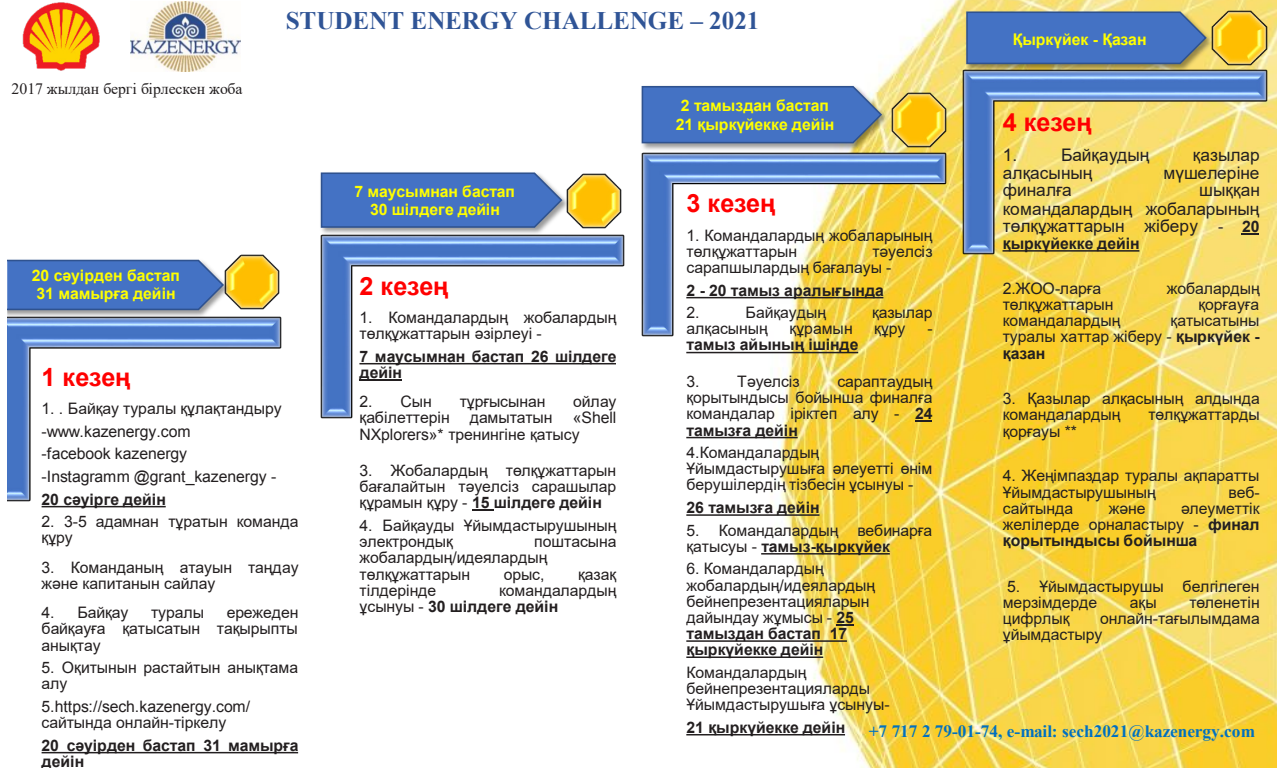 STUDENT ENERGY CHALLENGE – 2021
KAZENERGY
2017 жылдан бергі бірлескен жоба
20 сәуірден бастап
31 мамырға дейін
1 кезең
1. . Байқау туралы құлақтандыру
-www.kazenergy.com
-facebook kazenergy
-Instagramm @grant_kazenergy -
20 сәуірге дейін
2. 3-5 адамнан тұратын команда
құру
3. Команданың атауын таңдау
және капитанын сайлау
4. Байқау туралы ережеден
байқауға қатысатын тақырыпты
анықтау
5. Оқитынын растайтын анықтама
алу
5.https://sech.kazenergy.com/
сайтында онлайн-тіркелу
20 сәуірден бастап 31 мамырға
дейін
7 маусымнан бастап
30 шілдеге дейін
2 кезең
1. Командалардың жобалардың
төлқұжаттарын әзірлеуі -
7 маусымнан бастап 26 шілдеге
дейін
2. Сын тұрғысынан ойлау
қабілеттерін дамытатын «Shell
NXplorers»* тренингіне қатысу
3. Жобалардың төлқұжаттарын
бағалайтын тәуелсіз сарашылар
құрамын құру - 15 шілдеге дейін
4. Байқауды Ұйымдастырушының
электрондық поштасына
жобалардың/идеялардың
төлқұжаттарын орыс, қазақ
тілдерінде командалардың
ұсынуы - 30 шілдеге дейін
2 тамыздан бастап
21 қыркүйекке дейін
3 кезең
1. Командалардың жобаларының
төлқұжаттарын тәуелсіз
сарапшылардың бағалауы -
2 - 20 тамыз аралығында
2. Байқаудың қазылар
алқасының құрамын құру -
тамыз айының ішінде
3. Тәуелсіз сараптаудың
қорытындысы бойынша финалға
командалар іріктеп алу - 24
тамызға дейін
4.Командалардың
Ұйымдастырушыға әлеуетті өнім
берушілердің тізбесін ұсынуы -
26 тамызға дейін
5. Командалардың вебинарға
қатысуы - тамыз-қыркүйек
6. Командалардың
жобалардың/идеялардың
бейнепрезентацияларын
дайындау жұмысы - 25
тамыздан бастап 17
қыркүйекке дейін
Командалардың
бейнепрезентацияларды
Ұйымдастырушыға ұсынуы-
21 қыркүйекке дейін
Қыркүйек - Қазан
4 кезең
1. Байқаудың қазылар
алқасының мүшелеріне
финалға шыққан
командалардың жобаларының
төлқұжаттарын жіберу - 20
қыркүйекке дейін
2.ЖОО-ларға жобалардың
төлқұжаттарын қорғауға
командалардың қатысатыны
туралы хаттар жіберу - қыркүйек -
қазан
3. Қазылар алқасының алдында
командалардың төлқұжаттарды
қорғауы **
4. Жеңімпаздар туралы ақпаратты
Ұйымдастырушының веб-
сайтында және әлеуметтік
желілерде орналастыру - финал
қорытындысы бойынша
5. Ұйымдастырушы белгілеген
мерзімдерде ақы төленетін
цифрлық онлайн-тағылымдама
ұйымдастыру
+7 717 2 79-01-74, e-mail: sech2021@kazenergy.com